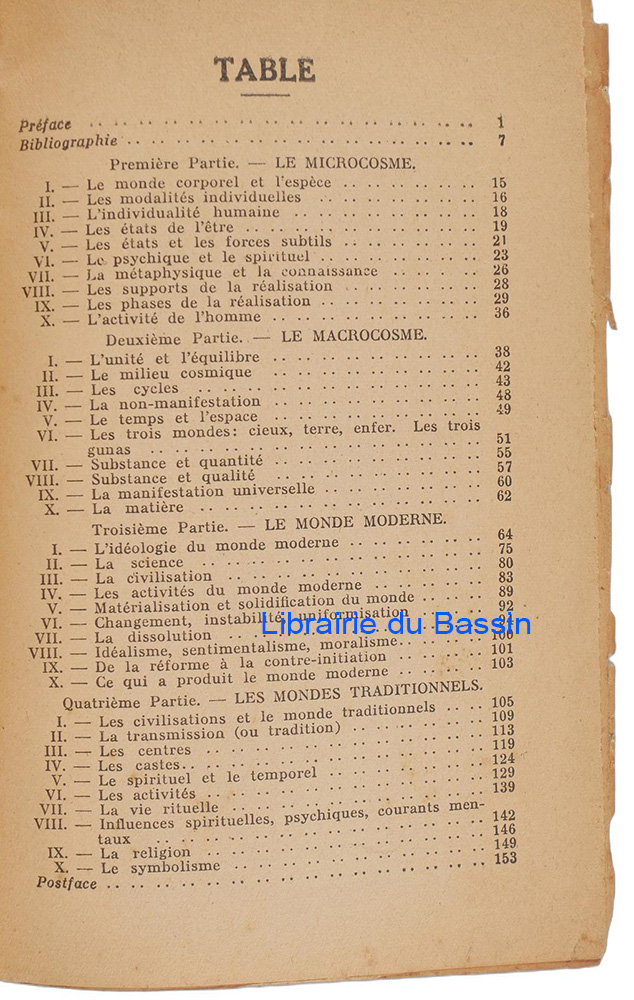 TABLE
Préface .. .. .. .. .. .. 1
Bibliographie .. .. .. .. .. .. 7
Première Partie. — LE MICROCOSME.
I. — Le monde corporel et l'espèce .. .. .. .. 15
II. — Les modalités individuelles .. .. .. .. 16
III. — L'individualité humaine .. .. .. .. 18
IV. — Les états de l'être .. .. .. .. 19
V. — Les états et les forces subtils .. .. .. .. 21
VI. — Le psychique et le spirituel .. .. .. .. 23
VII. — La métaphysique et la connaissance .. .. .. .. 26
VIII. — Les supports de la réalisation .. .. .. .. 28
IX. — Les phases de la réalisation .. .. .. .. 29
X. — L'activité de l'homme .. .. .. .. 36
Deuxième Partie. — LE MACROCOSME.
I. — L'unité et l'équilibre .. .. .. .. 38
II. — Le milieu cosmique .. .. .. .. 42
III. — Les cycles .. .. .. .. 43
IV. — La non-manifestation .. .. .. .. 48
V. — Le temps et l'espace .. .. .. .. 49
VI. — Les trois mondes: cieux, terre, enfer. Les trois
gunas .. .. .. .. 51
VII. — Substance et quantité .. .. .. .. 55
VIII. — Substance et qualité .. .. .. .. 57
IX. — La manifestation universelle .. .. .. .. 60
X. — La matière .. .. .. .. 62
Troisième Partie. — LE MONDE MODERNE.
I. — L'idéologie du monde moderne .. .. .. .. 64
II. — La science .. .. .. .. 75
III. — La civilisation .. .. .. .. 80
IV. — Les activités du monde moderne .. .. .. .. 83
V. — Matérialisation et solidification du monde .. .. .. 89
VI. — Changement, instabilité, uniformisation .. .. .. 92
Librairie du Bassin
VII. — La dissolution .. .. .. ..
VIII. — Idéalisme, sentimentalisme, moralisme.. .. .. .. 100
IX. — De la réforme à la contre-initiation .. .. .. .. 101
X. — Ce qui a produit le monde moderne .. .. .. .. 103
Quatrième Partie. — LES MONDES TRADITIONNELS.
I. — Les civilisations et le monde traditionnels .. .. 105
II. — La transmission (ou tradition) .. .. .. .. 109
III. — Les centres .. .. .. .. 113
IV. — Les castes.. .. .. .. 119
V. — Le spirituel et le temporel .. .. .. .. 124
VI. — Les activités .. .. .. .. 129
VII. — La vie rituelle .. .. .. .. 139
VIII. — Influences spirituelles, psychiques, courants men-
taux .. .. .. .. 142
IX. — La religion .. .. .. .. 146
X. — Le symbolisme .. .. .. .. 149
Postface .. .. .. .. 153